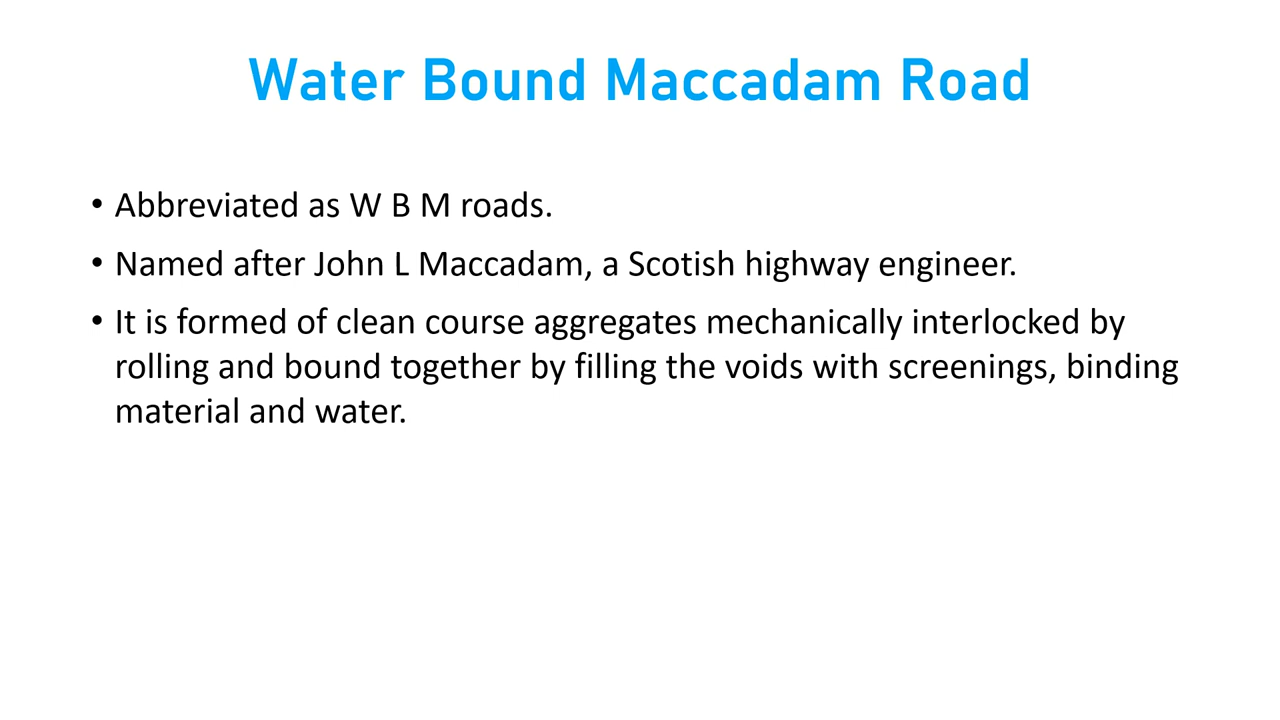 Water Bound Maccadam Road
• Abbreviated as W B M roads.
• Named after John L Maccadam, a Scotish highway engineer.
• It is formed of clean course aggregates mechanically interlocked by
rolling and bound together by filling the voids with screenings, binding
material and water.